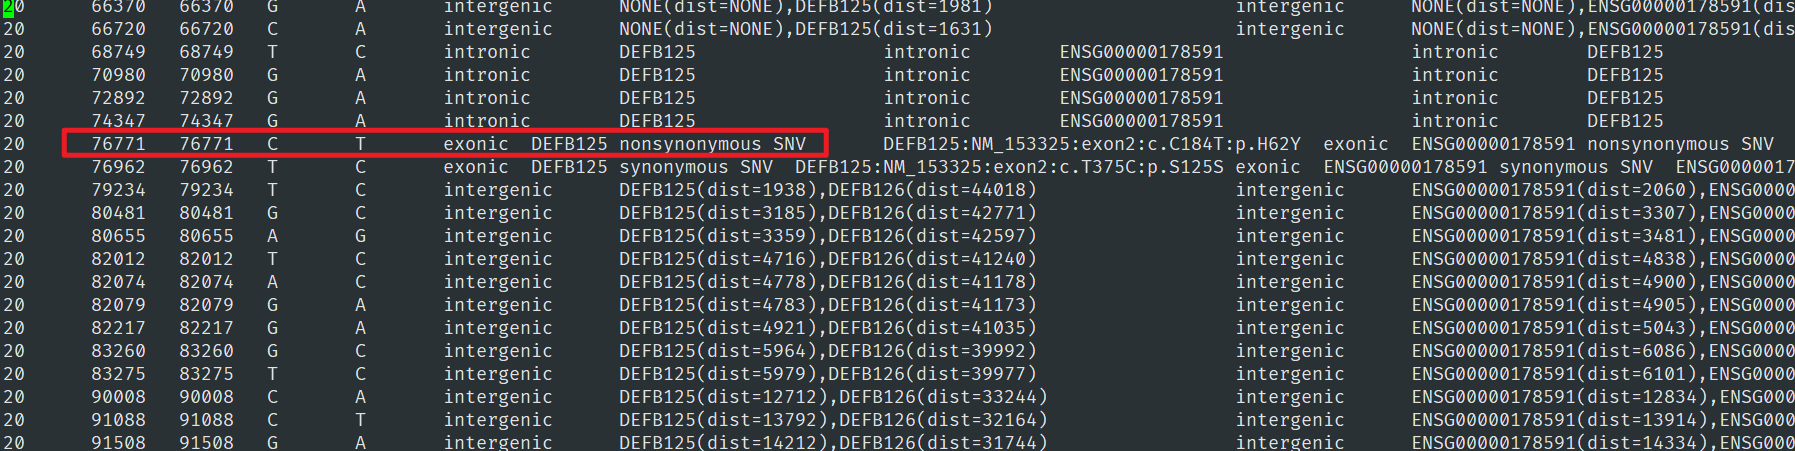 20 66370 66370 G A intergenic NONE(dist=NONE),DEFB125(dist=1981) intergenic NONE(dist=NONE),ENSG00000178591(dis
20 66720 66720 C A intergenic NONE(dist=NONE),DEFB125(dist=1631) intergenic NONE(dist=NONE),ENSG00000178591(dis
20 68749 68749 T C intronic DEFB125 intronic ENSG00000178591 intronic DEFB125
20 70980 70980 G A intronic DEFB125 intronic ENSG00000178591 intronic DEFB125
20 72892 72892 G A intronic DEFB125 intronic ENSG00000178591 intronic DEFB125
20 74347 74347 G A intronic DEFB125 intronic ENSG00000178591 intronic DEFB125
20 76771 76771 C T exonic DEFB125 nonsynonymous SNV DEFB125:NM_153325:exon2:c.C184T:p.H62Y exonic ENSG00000178591 nonsynonymous SNV
20 76962 76962 T C exonic DEFB125 synonymous SNV DEFB125:NM_153325:exon2:c.T375C:p.S125S exonic ENSG00000178591 synonymous SNV ENSG0000017
20 79234 79234 T C intergenic DEFB125(dist=1938),DEFB126(dist=44018) intergenic ENSG00000178591(dist=2060),ENSG0000
20 80481 80481 G C intergenic DEFB125(dist=3185),DEFB126(dist=42771) intergenic ENSG00000178591(dist=3307),ENSG0000
20 80655 80655 A G intergenic DEFB125(dist=3359),DEFB126(dist=42597) intergenic ENSG00000178591(dist=3481),ENSG0000
20 82012 82012 T C intergenic DEFB125(dist=4716),DEFB126(dist=41240) intergenic ENSG00000178591(dist=4838),ENSG0000
20 82074 82074 A C intergenic DEFB125(dist=4778),DEFB126(dist=41178) intergenic ENSG00000178591(dist=4900),ENSG0000
20 82079 82079 G A intergenic DEFB125(dist=4783),DEFB126(dist=41173) intergenic ENSG00000178591(dist=4905),ENSG0000
20 82217 82217 G A intergenic DEFB125(dist=4921),DEFB126(dist=41035) intergenic ENSG00000178591(dist=5043),ENSG0000
20 83260 83260 G C intergenic DEFB125(dist=5964),DEFB126(dist=39992) intergenic ENSG00000178591(dist=6086),ENSG0000
20 83275 83275 T C intergenic DEFB125(dist=5979),DEFB126(dist=39977) intergenic ENSG00000178591(dist=6101),ENSG0000
20 90008 90008 C A intergenic DEFB125(dist=12712),DEFB126(dist=33244) intergenic ENSG00000178591(dist=12834),ENSG000
20 91088 91088 C T intergenic DEFB125(dist=13792),DEFB126(dist=32164) intergenic ENSG00000178591(dist=13914),ENSG000
20 91508 91508 G A intergenic DEFB125(dist=14212),DEFB126(dist=31744) intergenic ENSG00000178591(dist=14334),ENSG000